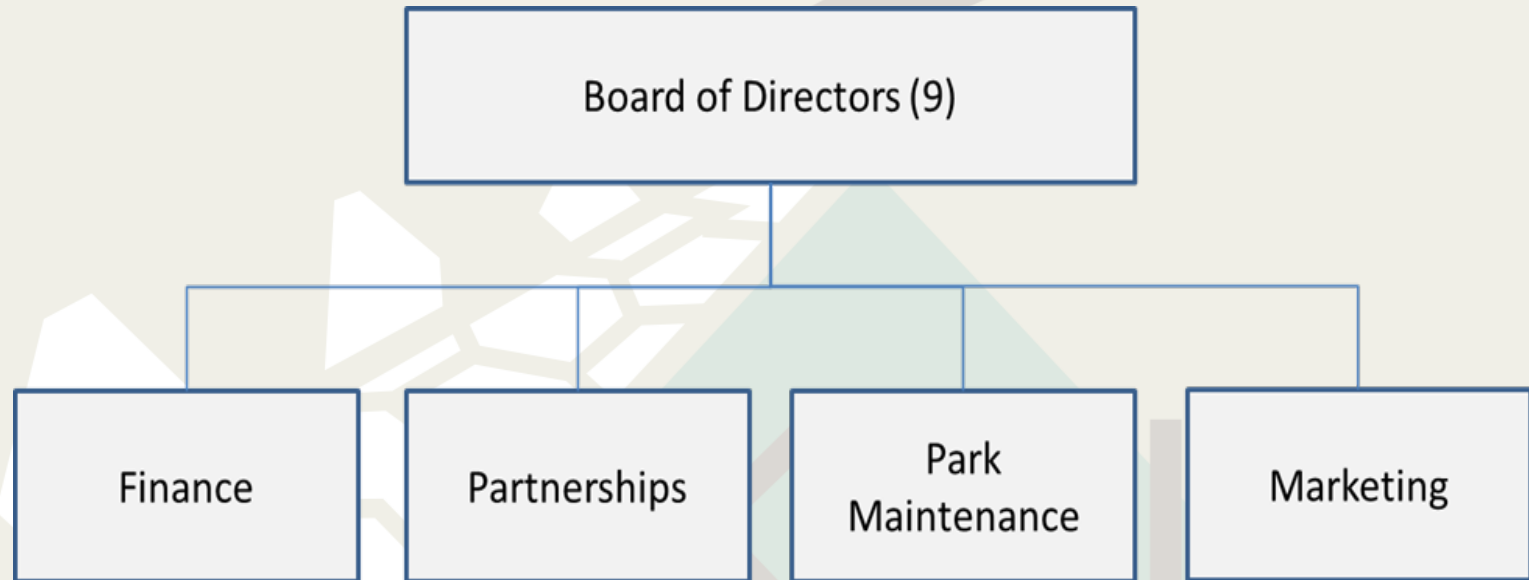 Board of Directors (9)
Finance
Partnerships
Park
Maintenance
Marketing